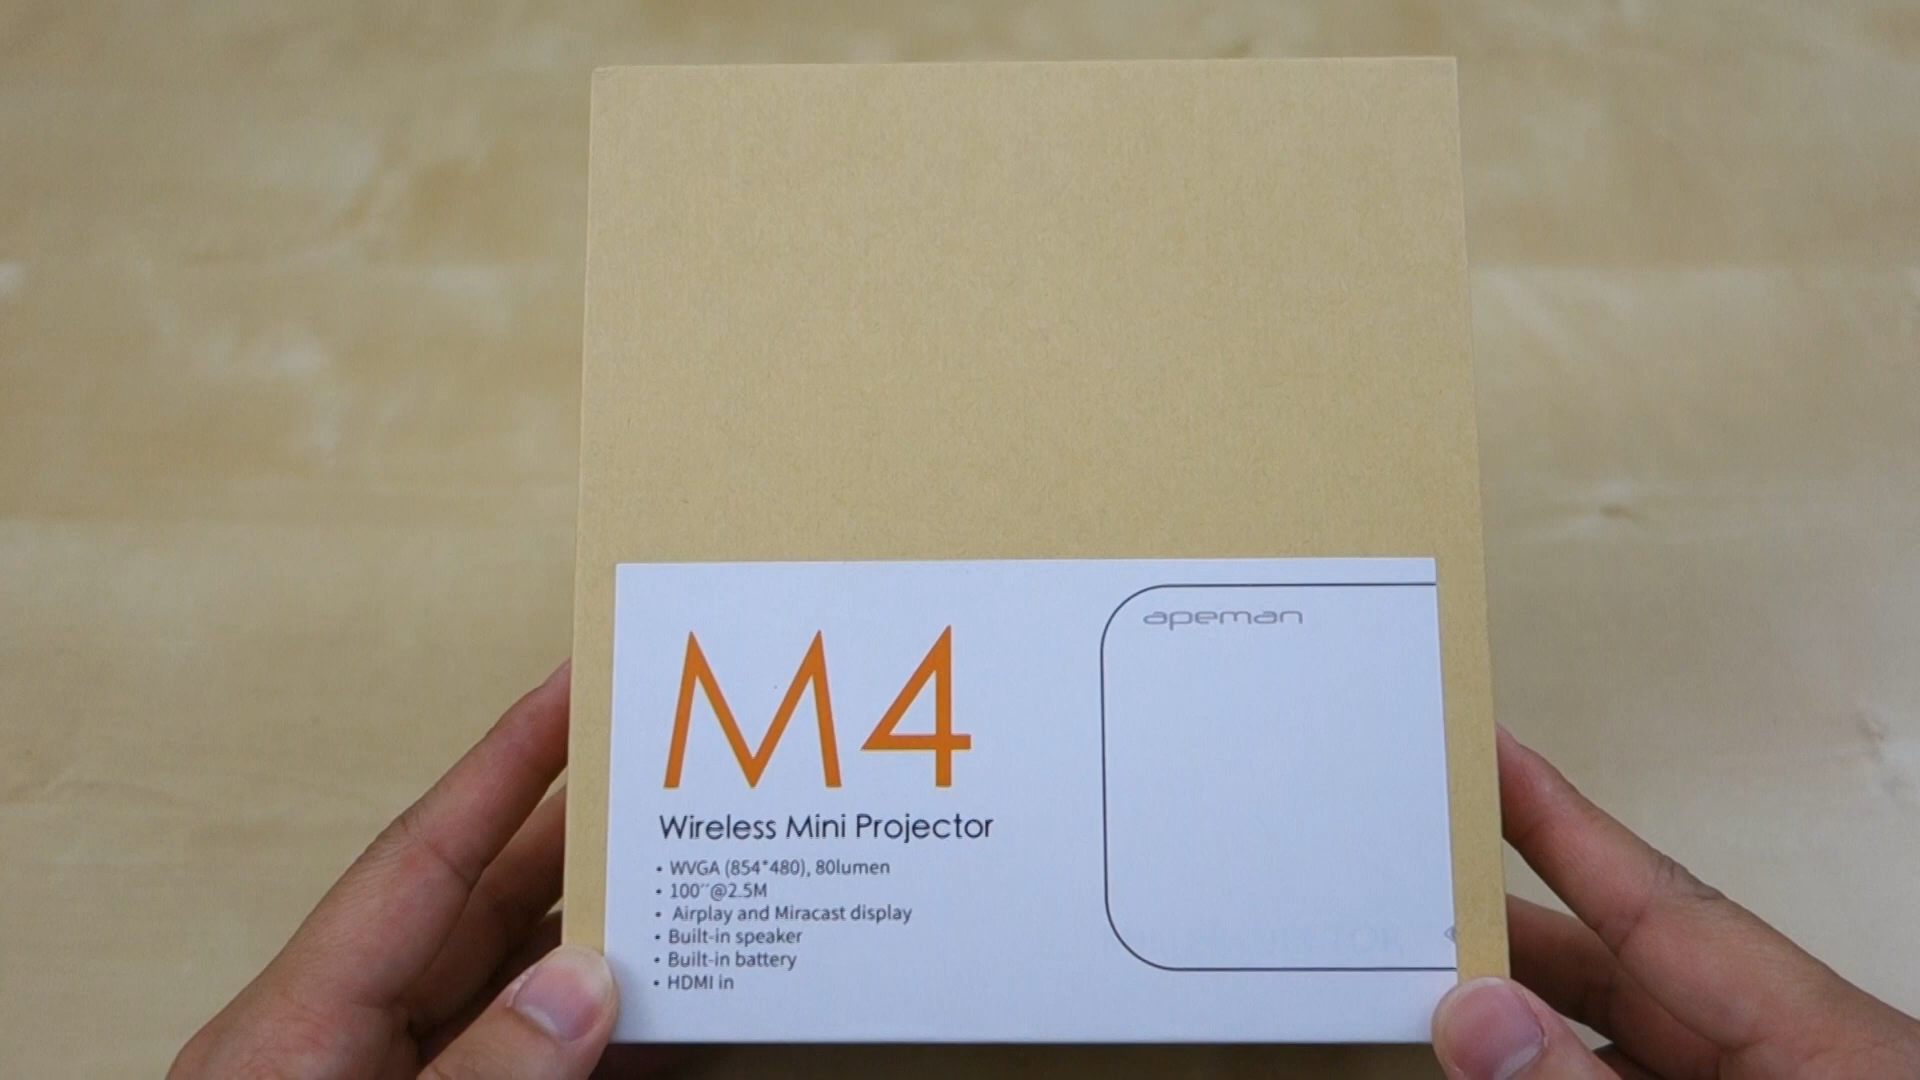 apeman
M4
Wireless Mini Projector
• WVGA (854*480), 80lumen
• 100´´@2.5M
• Airplay and Miracast display
• Built-in speaker
• Built-in battery
• HDMI in